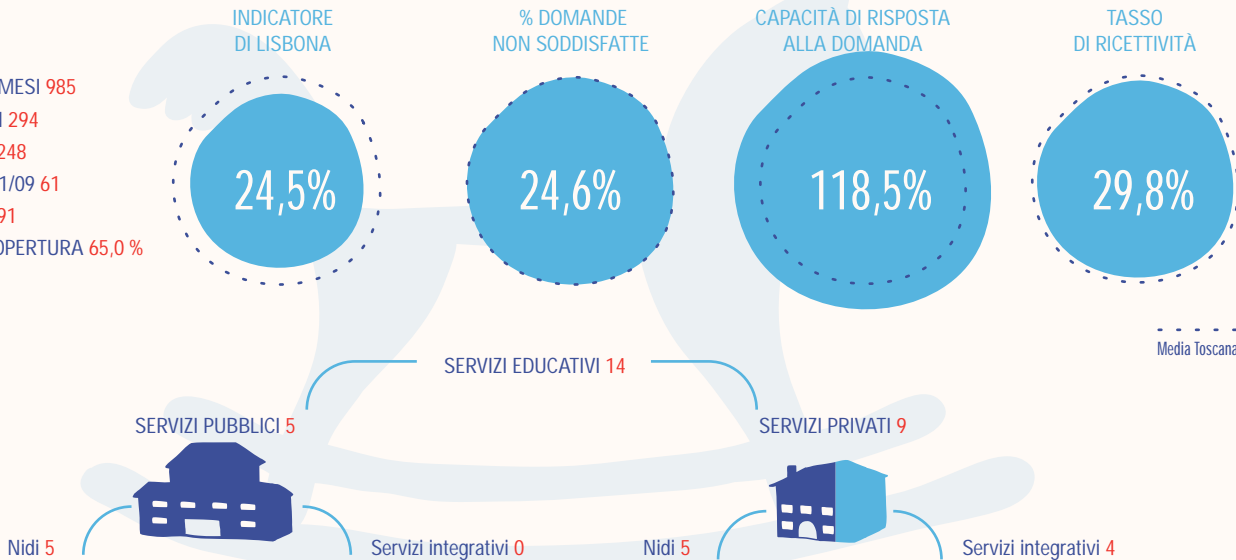 INDICATORE
DI LISBONA
% DOMANDE
NON SODDISFATTE
CAPACITÀ DI RISPOSTA
ALLA DOMANDA
TASSO
DI RICETTIVITÀ
MESI 985
294
248
1/09 61
91
OPERTURA 65,0 %
24,5%
24,6%
118,5%
29,8%
Media Toscana
SERVIZI EDUCATIVI 14
SERVIZI PUBBLICI 5
SERVIZI PRIVATI 9
Nidi 5
Servizi integrativi 0
Nidi 5
Servizi integrativi 4